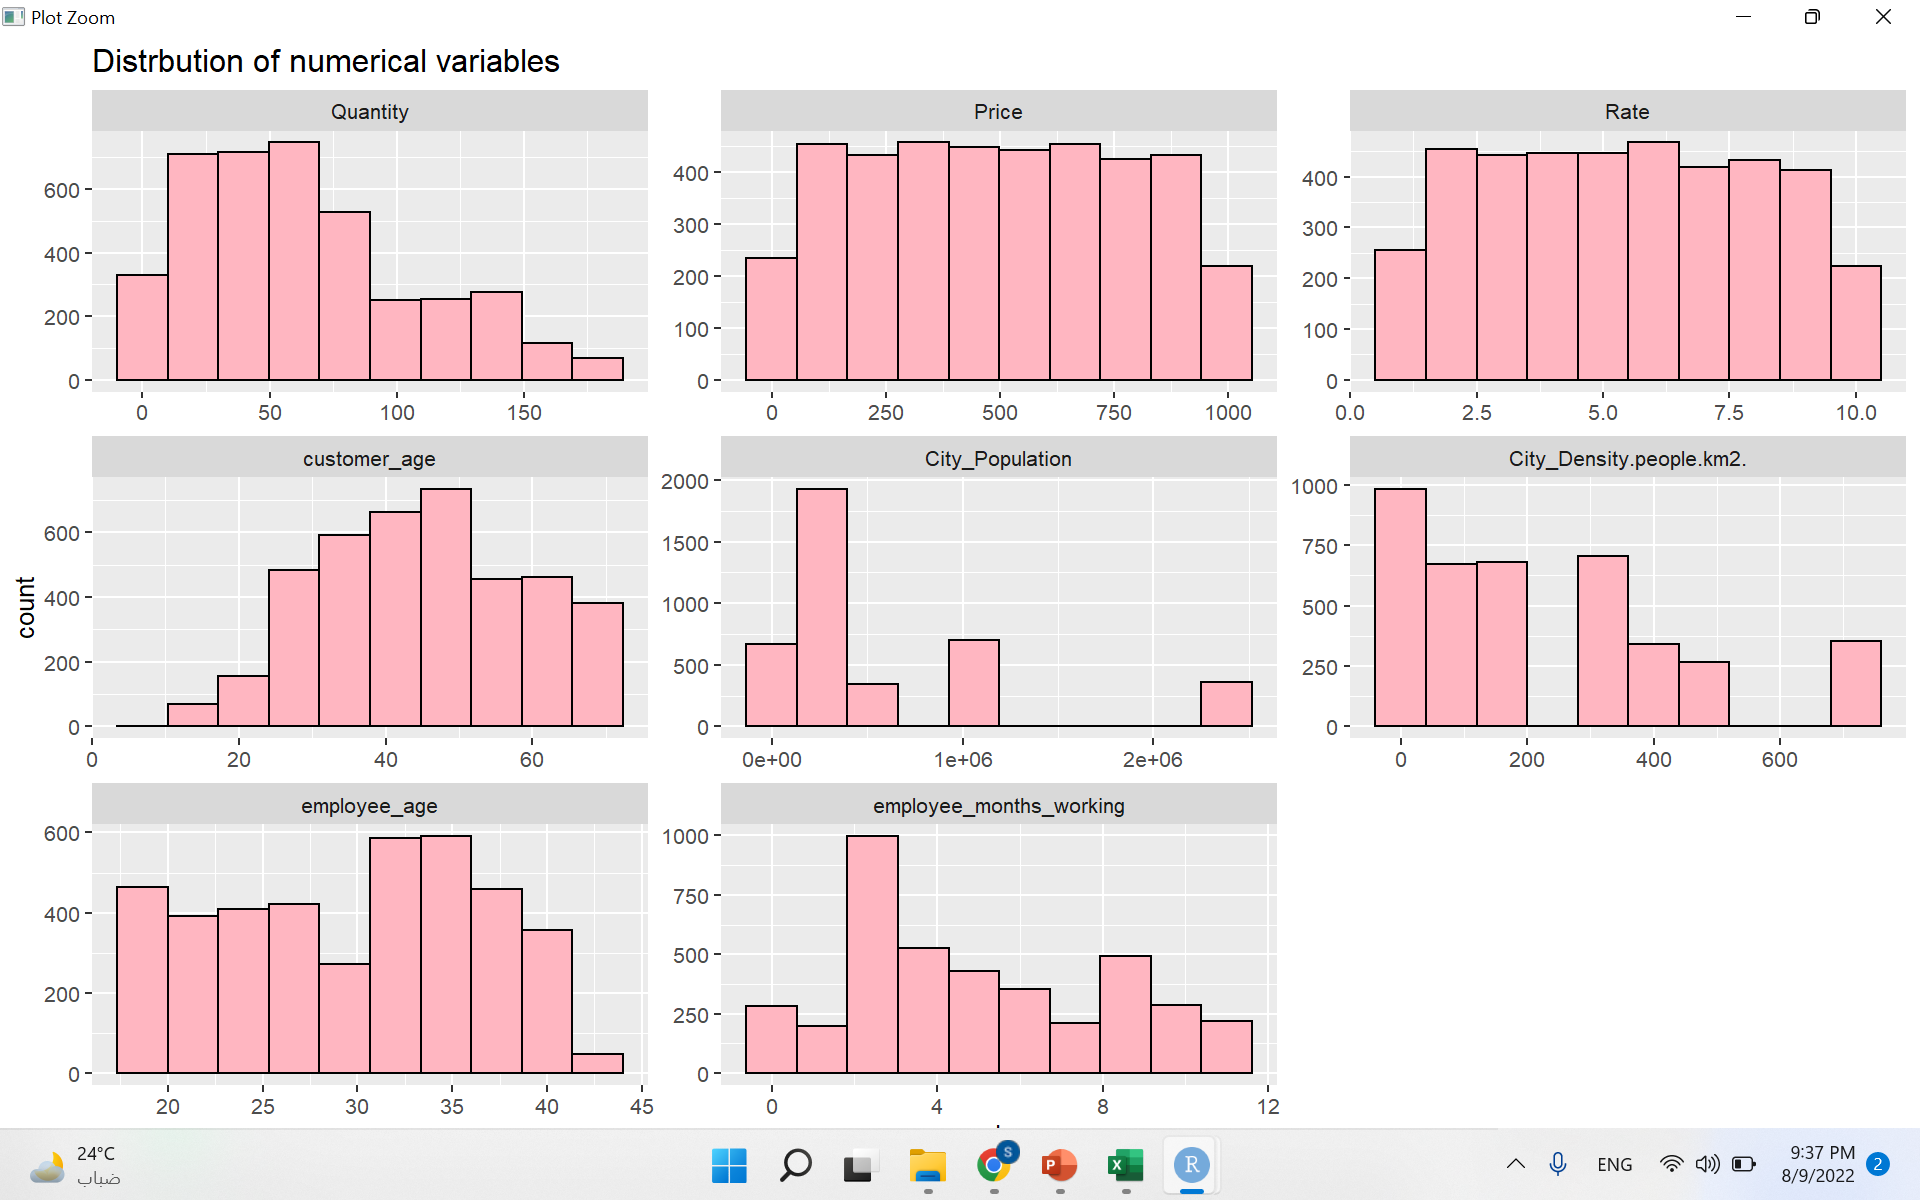 Plot Zoom
Distrbution of numerical variables
Quantity
Price
Rate
600
400
200
0
0 50 100 150
400
300
200
100
0
0 250 500 750 1000
400
300
200
100
0
0.0 2.5 5.0 7.5 10.0
customer_age
City_Population
City_Density.people.km2.
count
600
400
200
0
0 20 40 60
2000
1500
1000
500
0
0e+00 1e+06 2e+06
1000
750
500
250
0
0 200 400 600
employee_age
employee_months_working
600
400
200
0
20 25 30 35 40 45
1000
750
500
250
0
0 4 8 12
24°C
ضباب
S
P
X
R
ENG
9:37 PM
8/9/2022
2